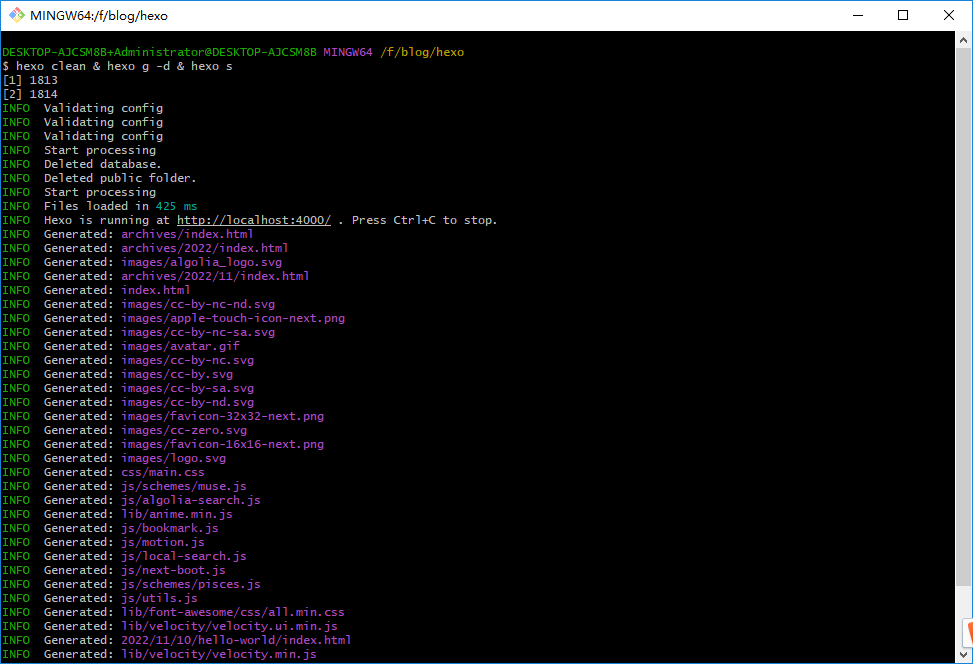 MINGW64:/f/blog/hexo
DESKTOP-AJCSM8B+Administrator@DESKTOP-AJCSM8B MINGW64 /f/blog/hexo
$ hexo clean & hexo g -d & hexo s
[1] 1813
[2] 1814
INFO  Validating config
INFO  Validating config
INFO  Validating config
INFO  Start processing
INFO  Deleted database.
INFO  Deleted public folder.
INFO  Start processing
INFO  Files loaded in 425 ms
INFO  Hexo is running at http://localhost:4000/ . Press Ctrl+C to stop.
INFO  Generated: archives/index.html
INFO  Generated: archives/2022/index.html
INFO  Generated: images/algolia_logo.svg
INFO  Generated: archives/2022/11/index.html
INFO  Generated: index.html
INFO  Generated: images/cc-by-nc-nd.svg
INFO  Generated: images/apple-touch-icon-next.png
INFO  Generated: images/cc-by-nc-sa.svg
INFO  Generated: images/avatar.gif
INFO  Generated: images/cc-by-nc.svg
INFO  Generated: images/cc-by.svg
INFO  Generated: images/cc-by-sa.svg
INFO  Generated: images/cc-by-nd.svg
INFO  Generated: images/favicon-32x32-next.png
INFO  Generated: images/cc-zero.svg
INFO  Generated: images/favicon-16x16-next.png
INFO  Generated: images/logo.svg
INFO  Generated: css/main.css
INFO  Generated: js/schemes/muse.js
INFO  Generated: js/algolia-search.js
INFO  Generated: lib/anime.min.js
INFO  Generated: js/bookmark.js
INFO  Generated: js/motion.js
INFO  Generated: js/local-search.js
INFO  Generated: js/next-boot.js
INFO  Generated: js/schemes/pisces.js
INFO  Generated: js/utils.js
INFO  Generated: lib/font-awesome/css/all.min.css
INFO  Generated: lib/velocity/velocity.ui.min.js
INFO  Generated: 2022/11/10/hello-world/index.html
INFO  Generated: lib/velocity/velocity.min.js